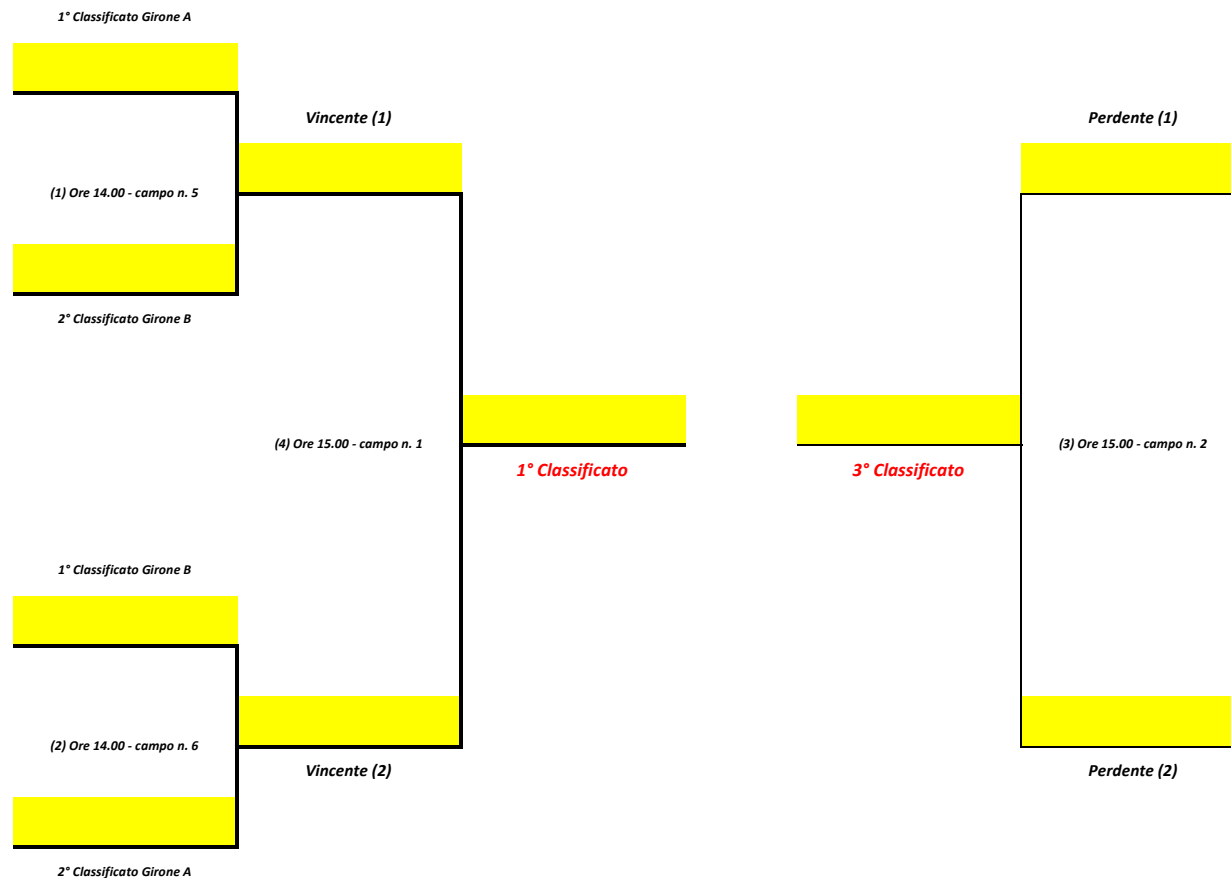 1° Classificato Girone A
Vincente (1)
Perdente (1)
(1) Ore 14.00 - campo n. 5
2° Classificato Girone B
(4) Ore 15.00 - campo n. 1
(3) Ore 15.00 - campo n. 2
1° Classificato
3° Classificato
1° Classificato Girone B
(2) Ore 14.00 - campo n. 6
Vincente (2)
Perdente (2)
2° Classificato Girone A